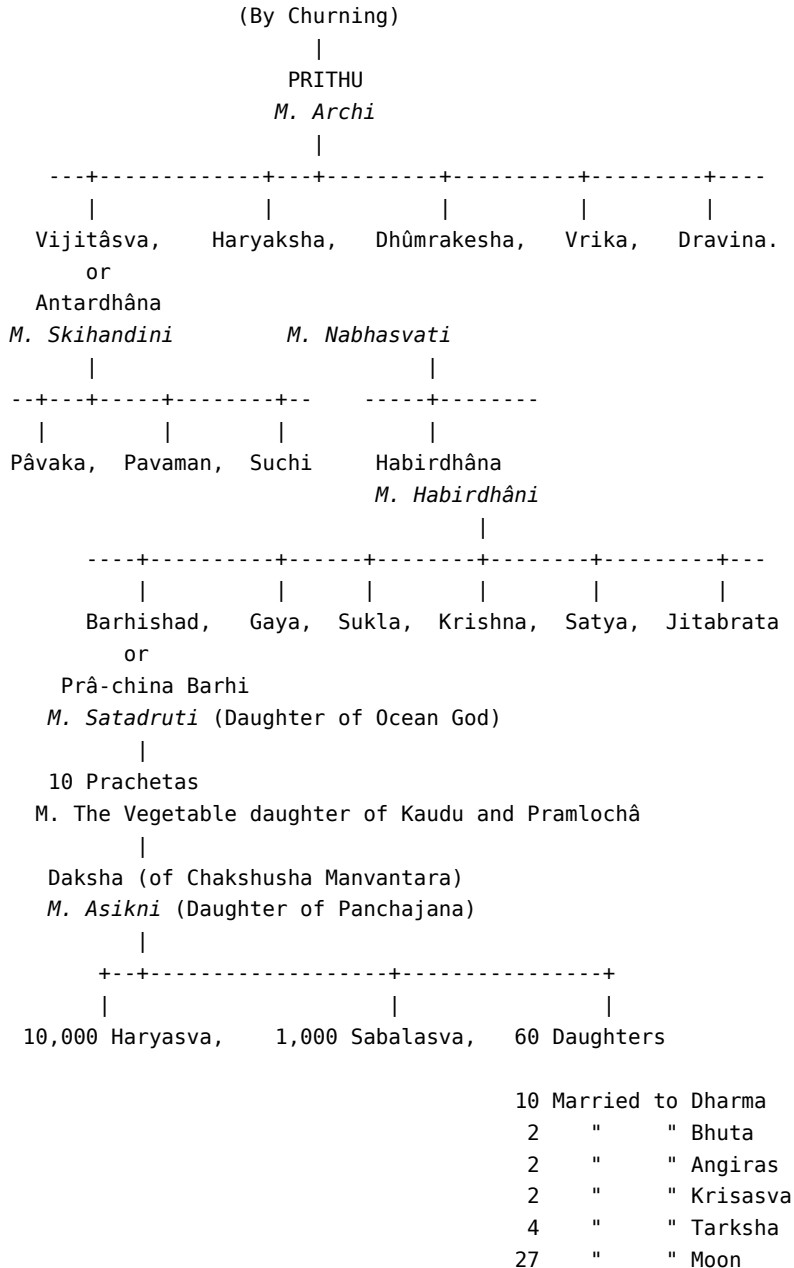 (By Churning)
|
PRITHU
M. Archi
|
---+-------------+---+---------+----------+---------+----
| | | | |
Vijitâsva, Haryaksha, Dhûmrakesha, Vrika, Dravina.
or
Antardhâna
M. Skihandini M. Nabhasvati
| |
--+---+-----+--------+-- -----+--------
| | | |
Pâvaka, Pavaman, Suchi Habirdhâna
M. Habirdhâni
|
----+----------+------+--------+--------+---------+---
| | | | | |
Barhishad, Gaya, Sukla, Krishna, Satya, Jitabrata
or
Prâ-china Barhi
M. Satadruti (Daughter of Ocean God)
|
10 Prachetas
M. The Vegetable daughter of Kaudu and Pramlochâ
|
Daksha (of Chakshusha Manvantara)
M. Asikni (Daughter of Panchajana)
|
+--+-------------------+----------------+
| | |
10,000 Haryasva, 1,000 Sabalasva, 60 Daughters
10 Married to Dharma
2 " " Bhuta
2 " " Angiras
2 " " Krisasva
4 " " Tarksha
27 " " Moon